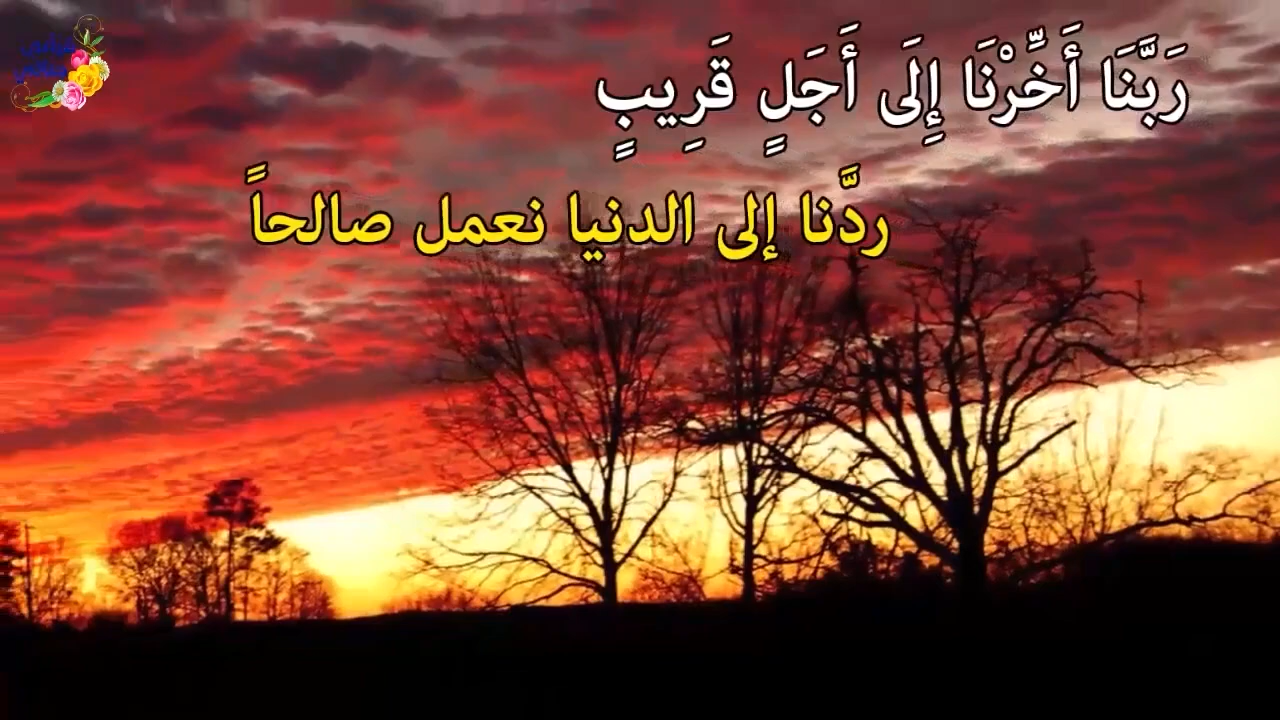 رَبَّنَا أَخِّرْنَا إِلَى أَجَلٍ قَرِيبٍ
ردَّنا إلى الدنيا نعمل صالحاً